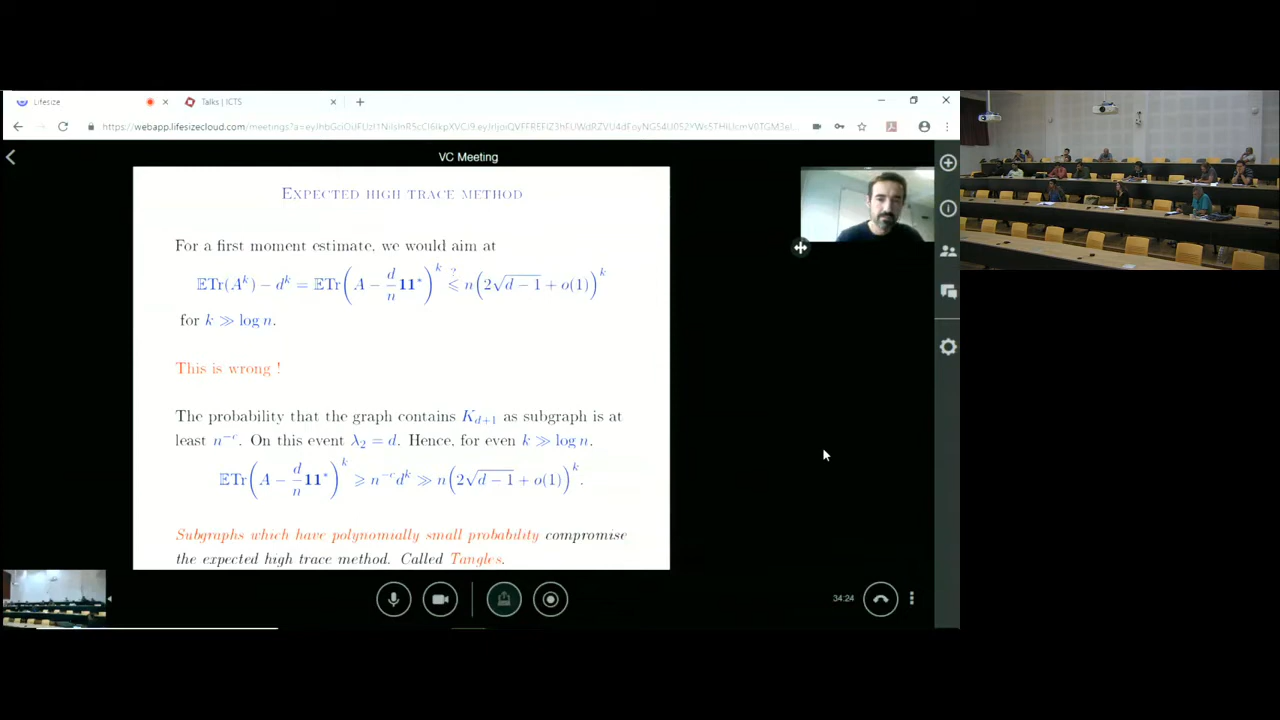 Lifesize
Talks | ICTS
VC Meeting
EXPECTED HIGH TRACE METHOD
For a first moment estimate, we would aim at
𝔼Tr(A^k) − d^k = 𝔼Tr(A − d/n 11*)^k ≤? n(2√(d−1) + o(1))^k
for k ≫ log n.
This is wrong !
The probability that the graph contains K_{d+1} as subgraph is at
least n^{−c}. On this event λ_2 = d. Hence, for even k ≫ log n.
𝔼Tr(A − d/n 11*)^k ⩾ n^{−c}d^k ≫ n(2√(d−1) + o(1))^k.
Subgraphs which have polynomially small probability compromise
the expected high trace method. Called Tangles.
34:24